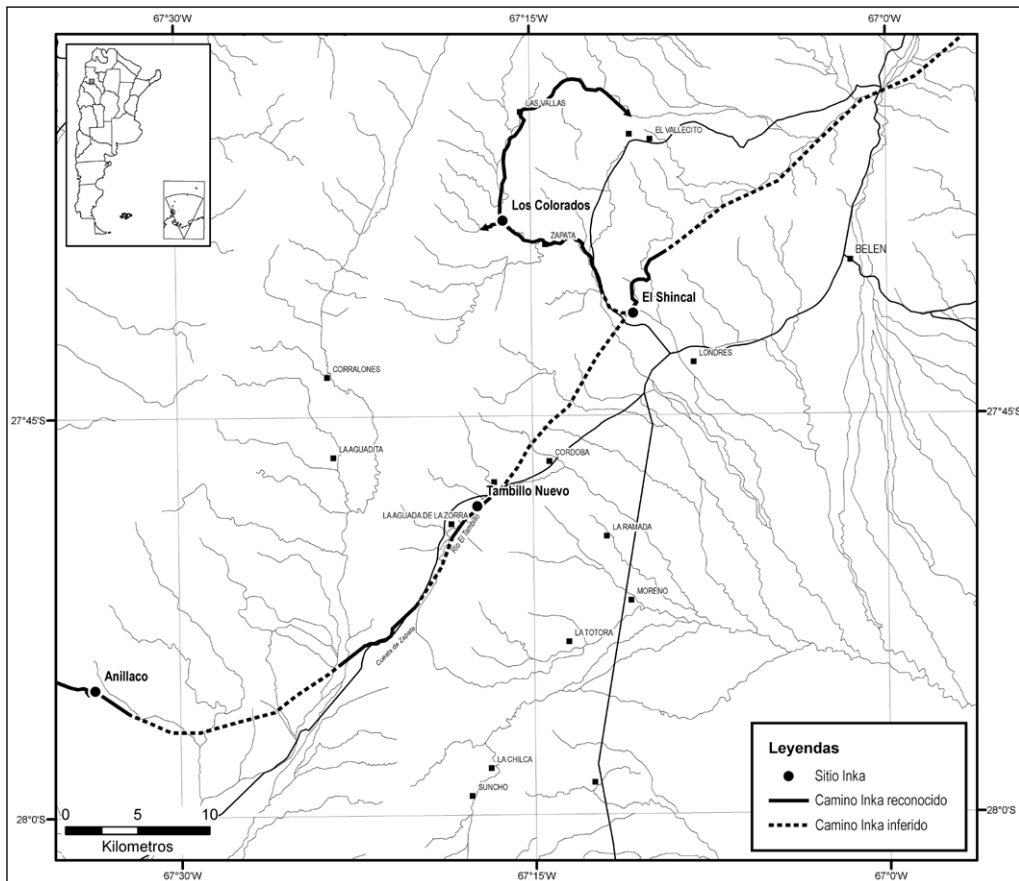 67°30'W
67°15'W
67°0'W
LAS VALLAS
EL VALLECITO
Los Colorados
ZAPATA
BELEN
El Shincal
LONDRES
CORRALONES
27°45'S
27°45'S
LA AGUADITA
CORDOBA
Tambillo Nuevo
LA AGUADA DE LA ZORRA
Río El Tambillo
LA RAMADA
MORENO
LA TOTORA
Cuesta de Zapata
Anillaco
LA CHILCA
SUNCHO
Leyendas
Sitio Inka
Camino Inka reconocido
Camino Inka inferido
0 5 10
Kilometros
28°0'S
28°0'S
67°30'W
67°15'W
67°0'W